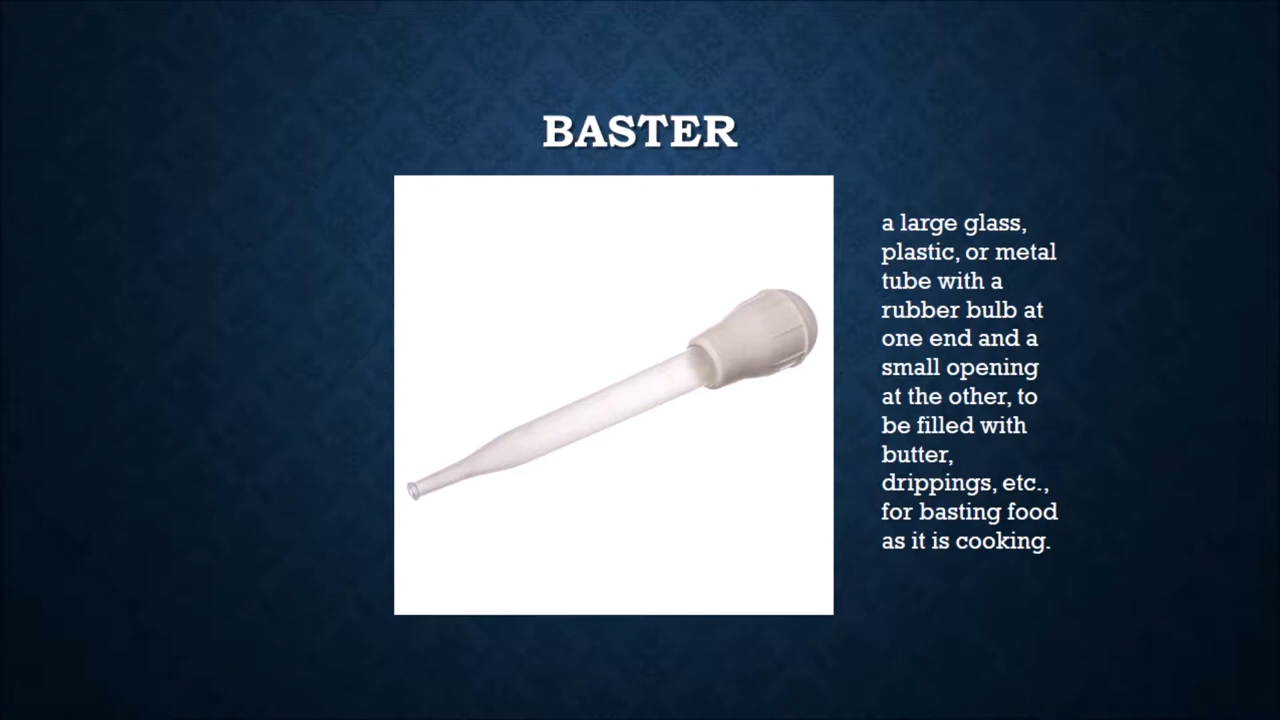 BASTER
a large glass,
plastic, or metal
tube with a
rubber bulb at
one end and a
small opening
at the other, to
be filled with
butter,
drippings, etc.,
for basting food
as it is cooking.